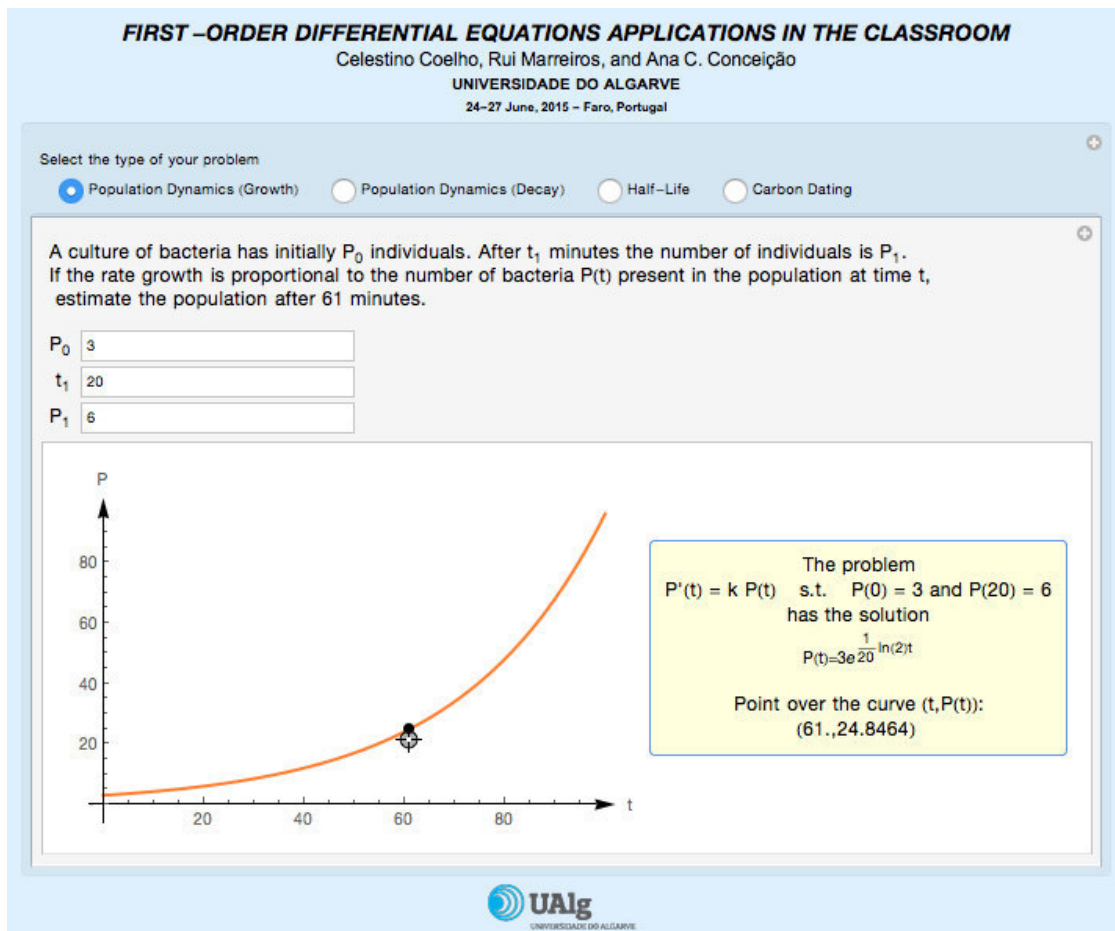 FIRST –ORDER DIFFERENTIAL EQUATIONS APPLICATIONS IN THE CLASSROOM
Celestino Coelho, Rui Marreiros, and Ana C. Conceição
UNIVERSIDADE DO ALGARVE
24–27 June, 2015 – Faro, Portugal
Select the type of your problem
Population Dynamics (Growth) Population Dynamics (Decay) Half–Life Carbon Dating
A culture of bacteria has initially P₀ individuals. After t₁ minutes the number of individuals is P₁.
If the rate growth is proportional to the number of bacteria P(t) present in the population at time t,
estimate the population after 61 minutes.
P₀ 3
t₁ 20
P₁ 6
P
80
60
40
20
20 40 60 80 t
The problem
P'(t) = k P(t) s.t. P(0) = 3 and P(20) = 6
has the solution
P(t)=3e^(1/20 ln(2)t)
Point over the curve (t,P(t)):
(61.,24.8464)
UAlg
UNIVERSIDADE DO ALGARVE